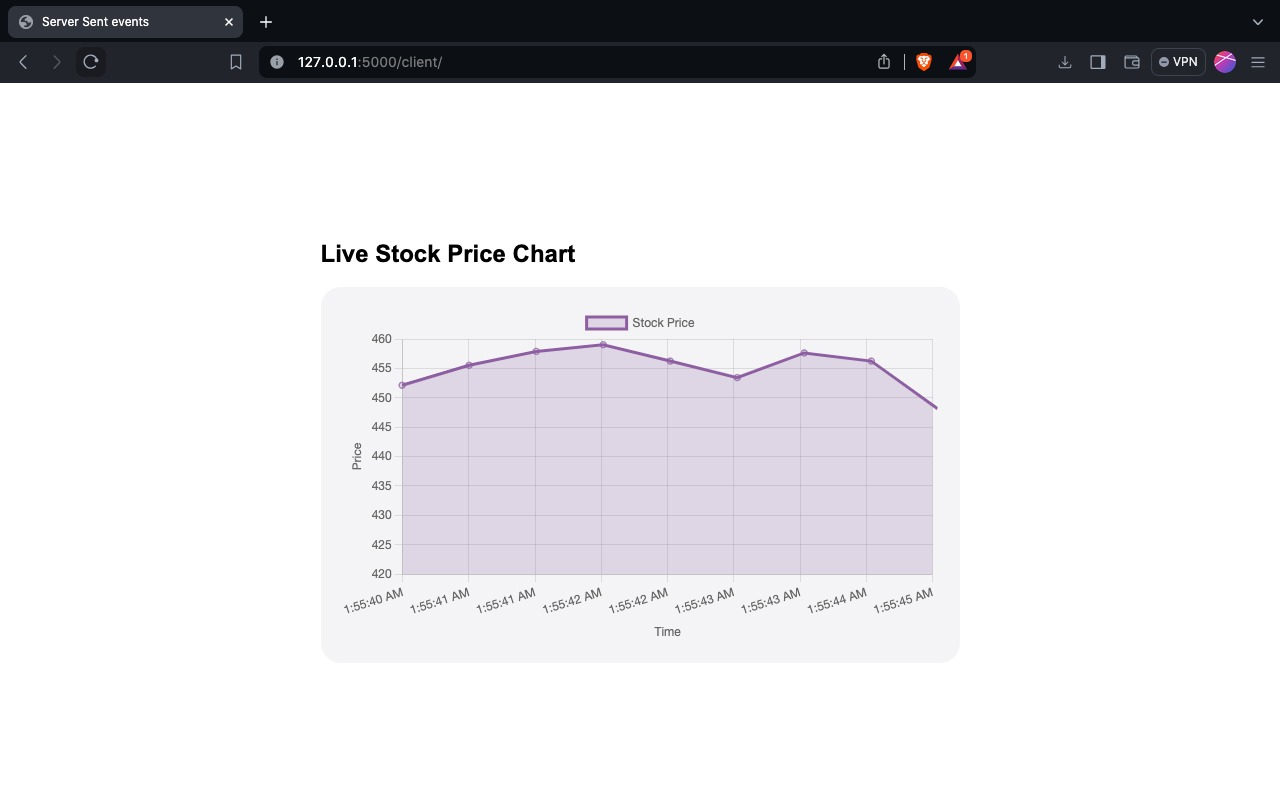 Server Sent events
127.0.0.1:5000/client/
1
VPN
Live Stock Price Chart
Stock Price
460
455
450
445
440
435
430
425
420
Price
1:55:40 AM
1:55:41 AM
1:55:41 AM
1:55:42 AM
1:55:42 AM
1:55:43 AM
1:55:43 AM
1:55:44 AM
1:55:45 AM
Time